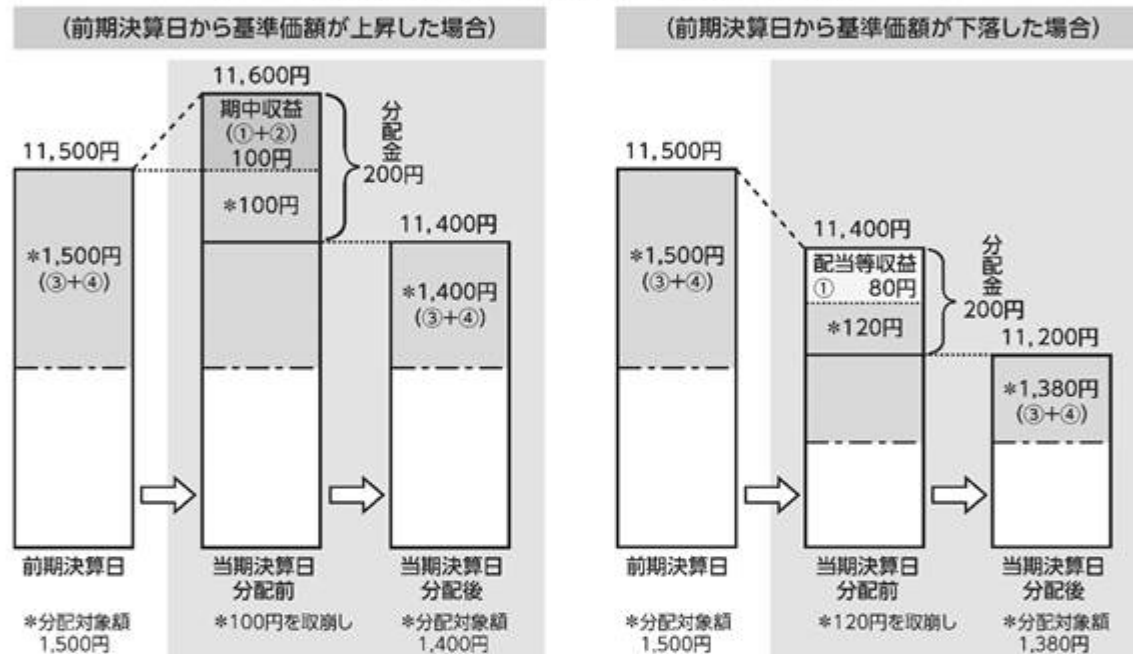 (前期決算日から基準価額が上昇した場合)
11,600円
11,500円
期中収益
(①+②)
100円
*100円
分配金
200円
11,400円
*1,500円
(③+④)
*1,400円
(③+④)
前期決算日
当期決算日
分配前
当期決算日
分配後
*分配対象額
1,500円
*100円を取崩し
*分配対象額
1,400円
(前期決算日から基準価額が下落した場合)
11,500円
11,400円
*1,500円
(③+④)
配当等収益
① 80円
*120円
分配金
200円
11,200円
*1,380円
(③+④)
前期決算日
当期決算日
分配前
当期決算日
分配後
*分配対象額
1,500円
*120円を取崩し
*分配対象額
1,380円